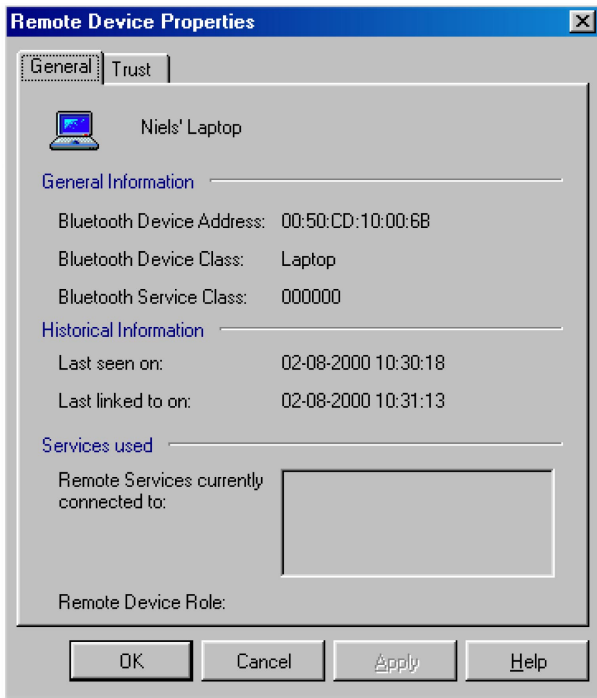 Remote Device Properties
General Trust
Niels' Laptop
General Information
Bluetooth Device Address: 00:50:CD:10:00:6B
Bluetooth Device Class: Laptop
Bluetooth Service Class: 000000
Historical Information
Last seen on: 02-08-2000 10:30:18
Last linked to on: 02-08-2000 10:31:13
Services used
Remote Services currently
connected to:
Remote Device Role:
OK Cancel Apply Help